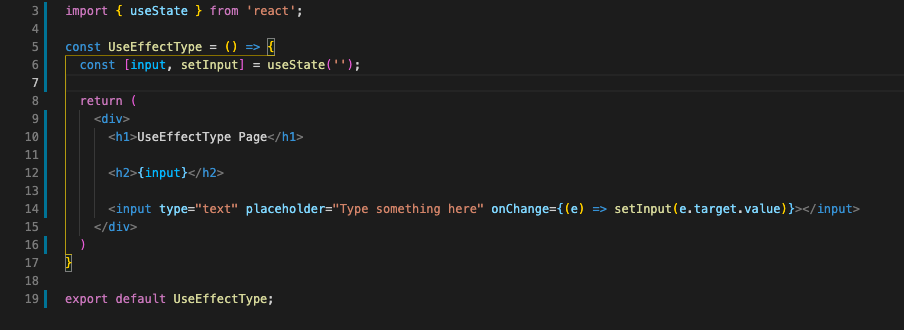 3 import { useState } from 'react';
4
5 const UseEffectType = () => {
6 const [input, setInput] = useState('');
7
8 return (
9 <div>
10 <h1>UseEffectType Page</h1>
11
12 <h2>{input}</h2>
13
14 <input type="text" placeholder="Type something here" onChange={(e) => setInput(e.target.value)}></input>
15 </div>
16 )
17 }
18
19 export default UseEffectType;